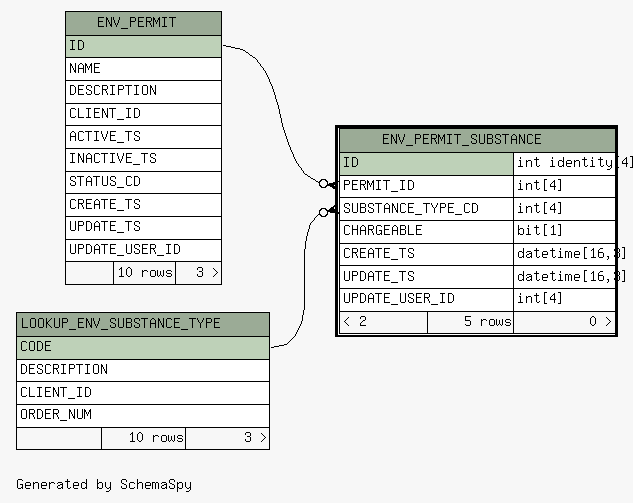 ENV_PERMIT
ID
NAME
DESCRIPTION
CLIENT_ID
ACTIVE_TS
INACTIVE_TS
STATUS_CD
CREATE_TS
UPDATE_TS
UPDATE_USER_ID
10 rows 3 >
ENV_PERMIT_SUBSTANCE
ID int identity[4]
PERMIT_ID int[4]
SUBSTANCE_TYPE_CD int[4]
CHARGEABLE bit[1]
CREATE_TS datetime[16,3]
UPDATE_TS datetime[16,3]
UPDATE_USER_ID int[4]
< 2 5 rows 0 >
LOOKUP_ENV_SUBSTANCE_TYPE
CODE
DESCRIPTION
CLIENT_ID
ORDER_NUM
10 rows 3 >
Generated by SchemaSpy